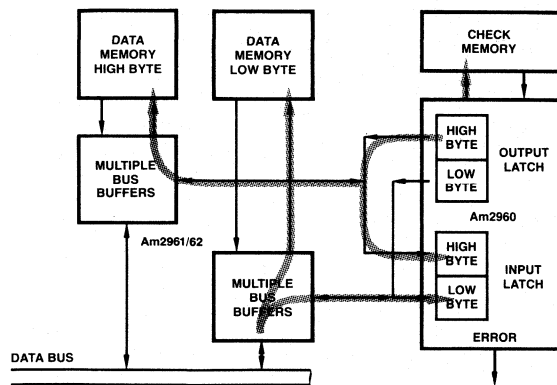 DATA
MEMORY
HIGH BYTE
DATA
MEMORY
LOW BYTE
CHECK
MEMORY
MULTIPLE
BUS
BUFFERS
HIGH
BYTE
LOW
BYTE
OUTPUT
LATCH
Am2960
Am2961/62
MULTIPLE
BUS
BUFFERS
HIGH
BYTE
LOW
BYTE
INPUT
LATCH
ERROR
DATA BUS